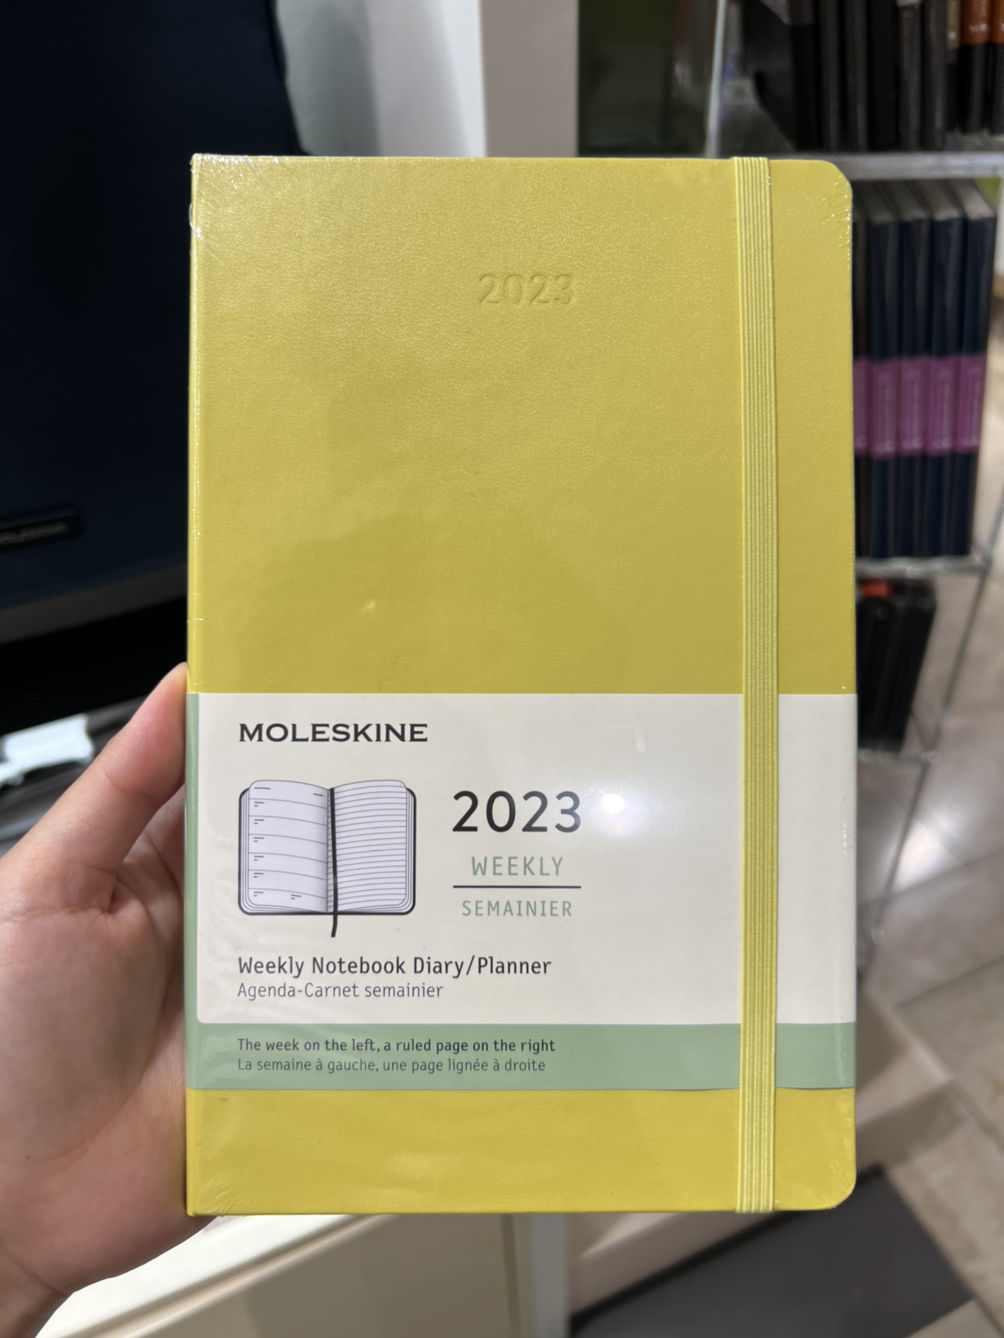 2023
MOLESKINE
2023
WEEKLY
SEMAINIER
Weekly Notebook Diary/Planner
Agenda-Carnet semainier
The week on the left, a ruled page on the right
La semaine à gauche, une page lignée à droite